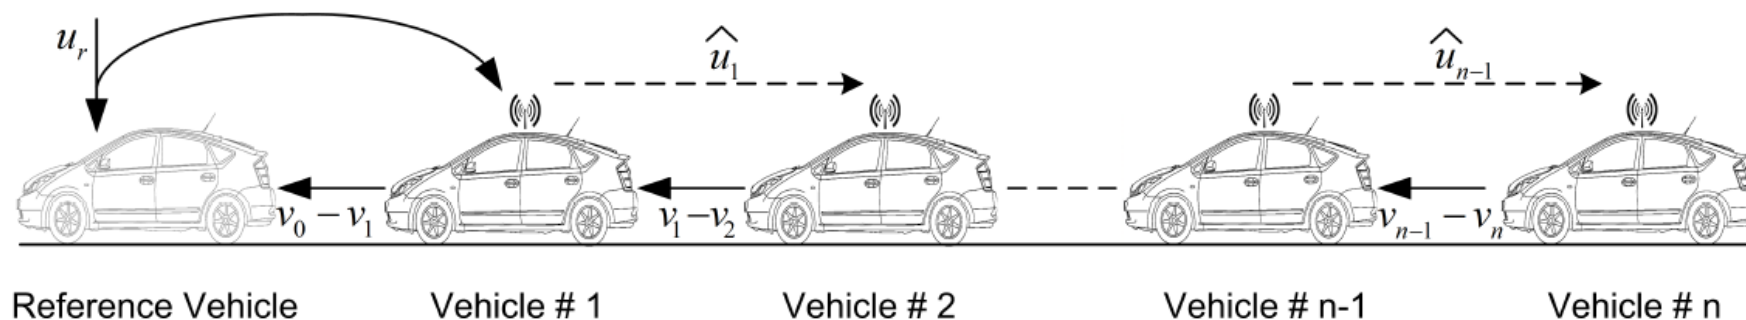 u_r
û_1
û_{n-1}
v_0 − v_1
v_1 − v_2
v_{n-1} − v_n
Reference Vehicle
Vehicle # 1
Vehicle # 2
Vehicle # n-1
Vehicle # n